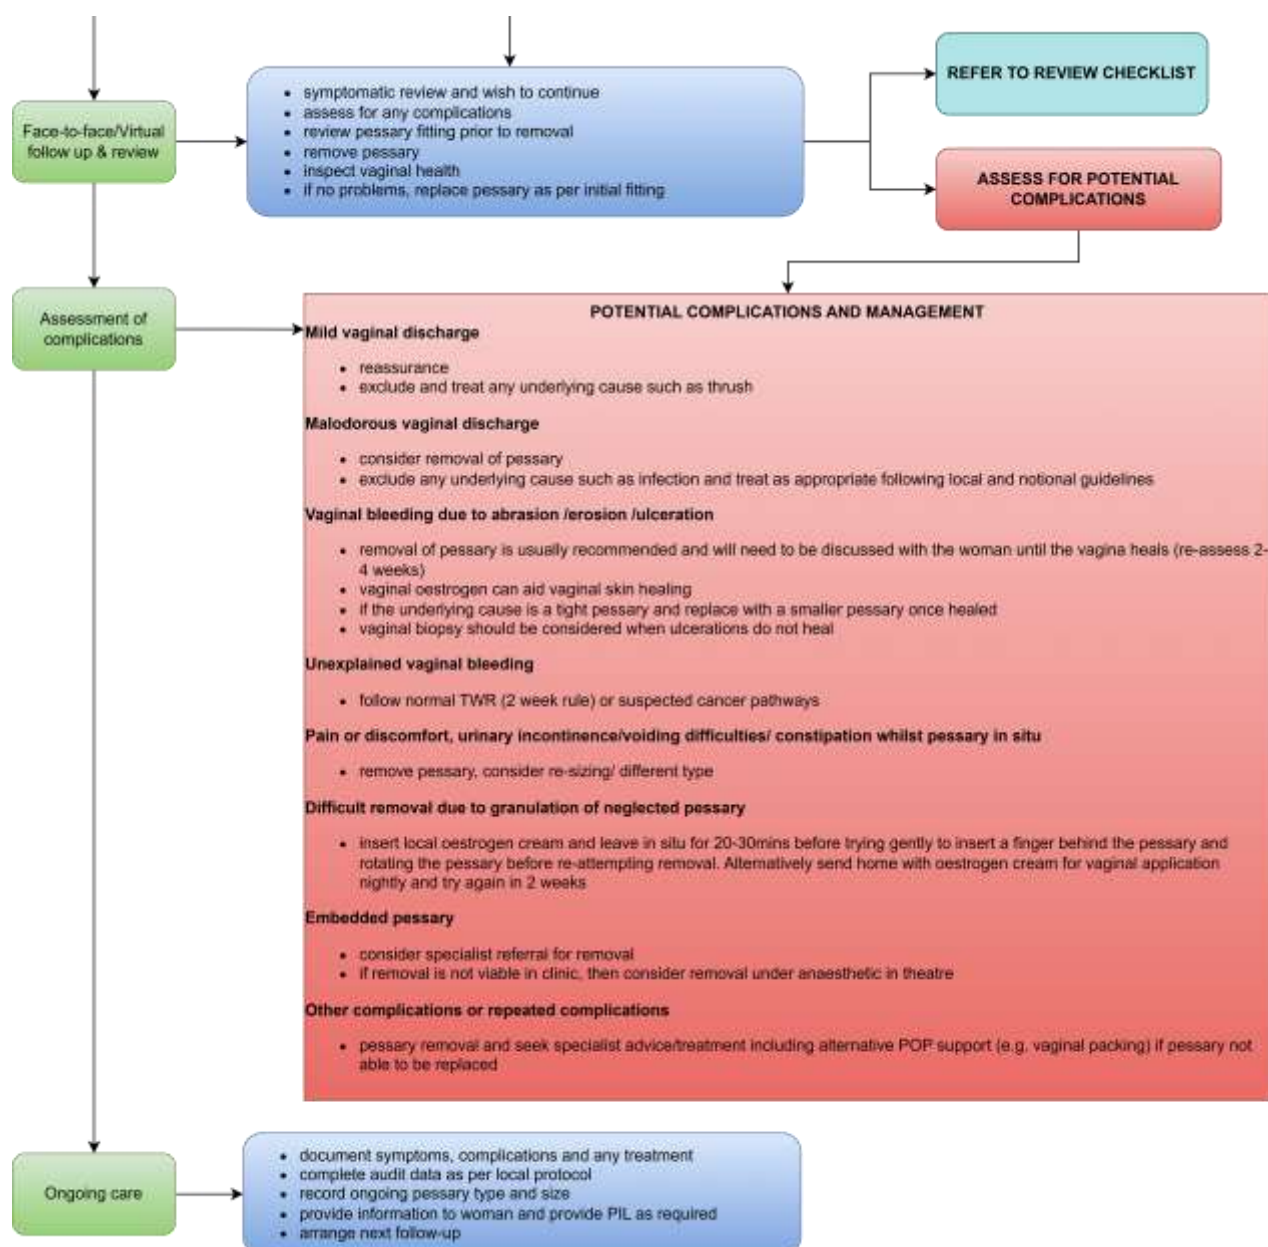 Face-to-face/Virtual
follow up & review
• symptomatic review and wish to continue
• assess for any complications
• review pessary fitting prior to removal
• remove pessary
• inspect vaginal health
• if no problems, replace pessary as per initial fitting
REFER TO REVIEW CHECKLIST
ASSESS FOR POTENTIAL
COMPLICATIONS
Assessment of
complications
POTENTIAL COMPLICATIONS AND MANAGEMENT
Mild vaginal discharge
• reassurance
• exclude and treat any underlying cause such as thrush
Malodorous vaginal discharge
• consider removal of pessary
• exclude any underlying cause such as infection and treat as appropriate following local and notional guidelines
Vaginal bleeding due to abrasion /erosion /ulceration
• removal of pessary is usually recommended and will need to be discussed with the woman until the vagina heals (re-assess 2-
4 weeks)
• vaginal oestrogen can aid vaginal skin healing
• if the underlying cause is a tight pessary and replace with a smaller pessary once healed
• vaginal biopsy should be considered when ulcerations do not heal
Unexplained vaginal bleeding
• follow normal TWR (2 week rule) or suspected cancer pathways
Pain or discomfort, urinary incontinence/voiding difficulties/ constipation whilst pessary in situ
• remove pessary, consider re-sizing/ different type
Difficult removal due to granulation of neglected pessary
• insert local oestrogen cream and leave in situ for 20-30mins before trying gently to insert a finger behind the pessary and
rotating the pessary before re-attempting removal. Alternatively send home with oestrogen cream for vaginal application
nightly and try again in 2 weeks
Embedded pessary
• consider specialist referral for removal
• if removal is not viable in clinic, then consider removal under anaesthetic in theatre
Other complications or repeated complications
• pessary removal and seek specialist advice/treatment including alternative POP support (e.g. vaginal packing) if pessary not
able to be replaced
Ongoing care
• document symptoms, complications and any treatment
• complete audit data as per local protocol
• record ongoing pessary type and size
• provide information to woman and provide PIL as required
• arrange next follow-up